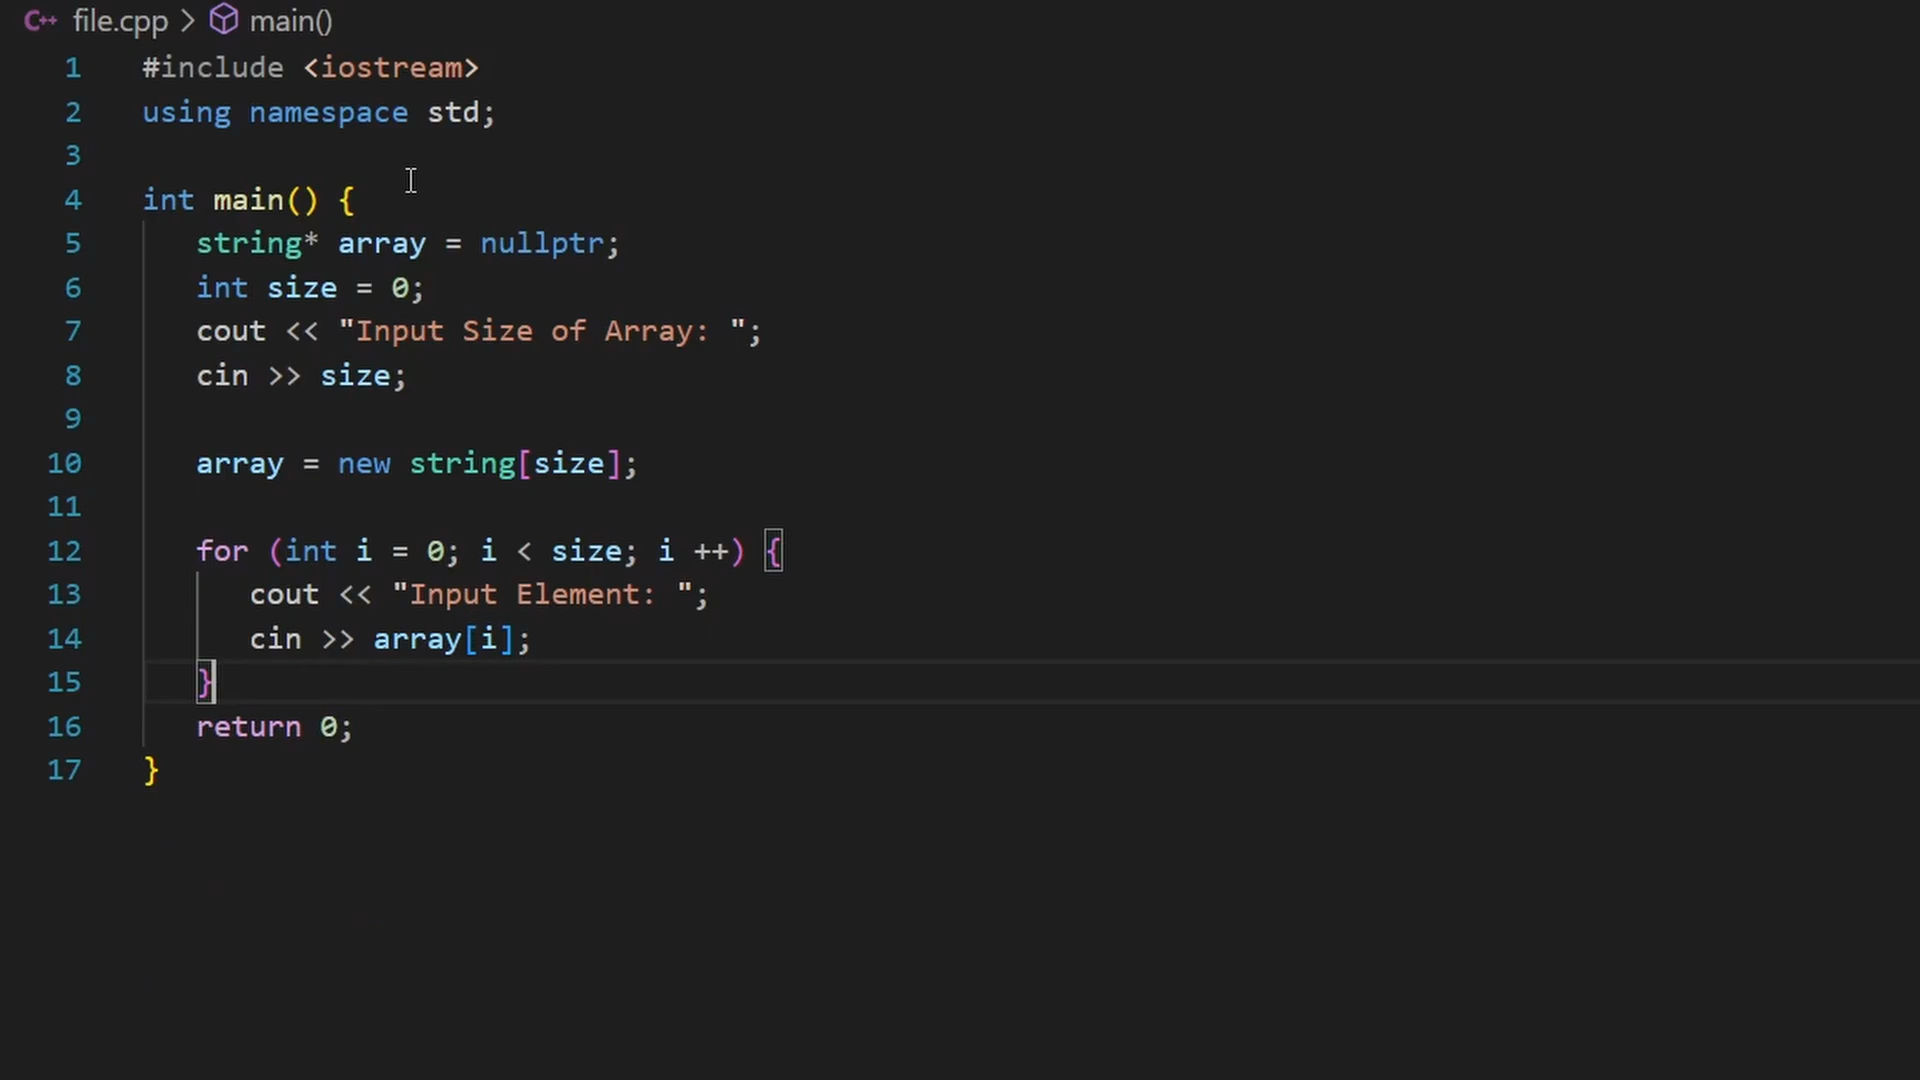 C++ file.cpp > main()
1 #include <iostream>
2 using namespace std;
3
4 int main() {
5 string* array = nullptr;
6 int size = 0;
7 cout << "Input Size of Array: ";
8 cin >> size;
9
10 array = new string[size];
11
12 for (int i = 0; i < size; i ++) {
13 cout << "Input Element: ";
14 cin >> array[i];
15 }
16 return 0;
17 }